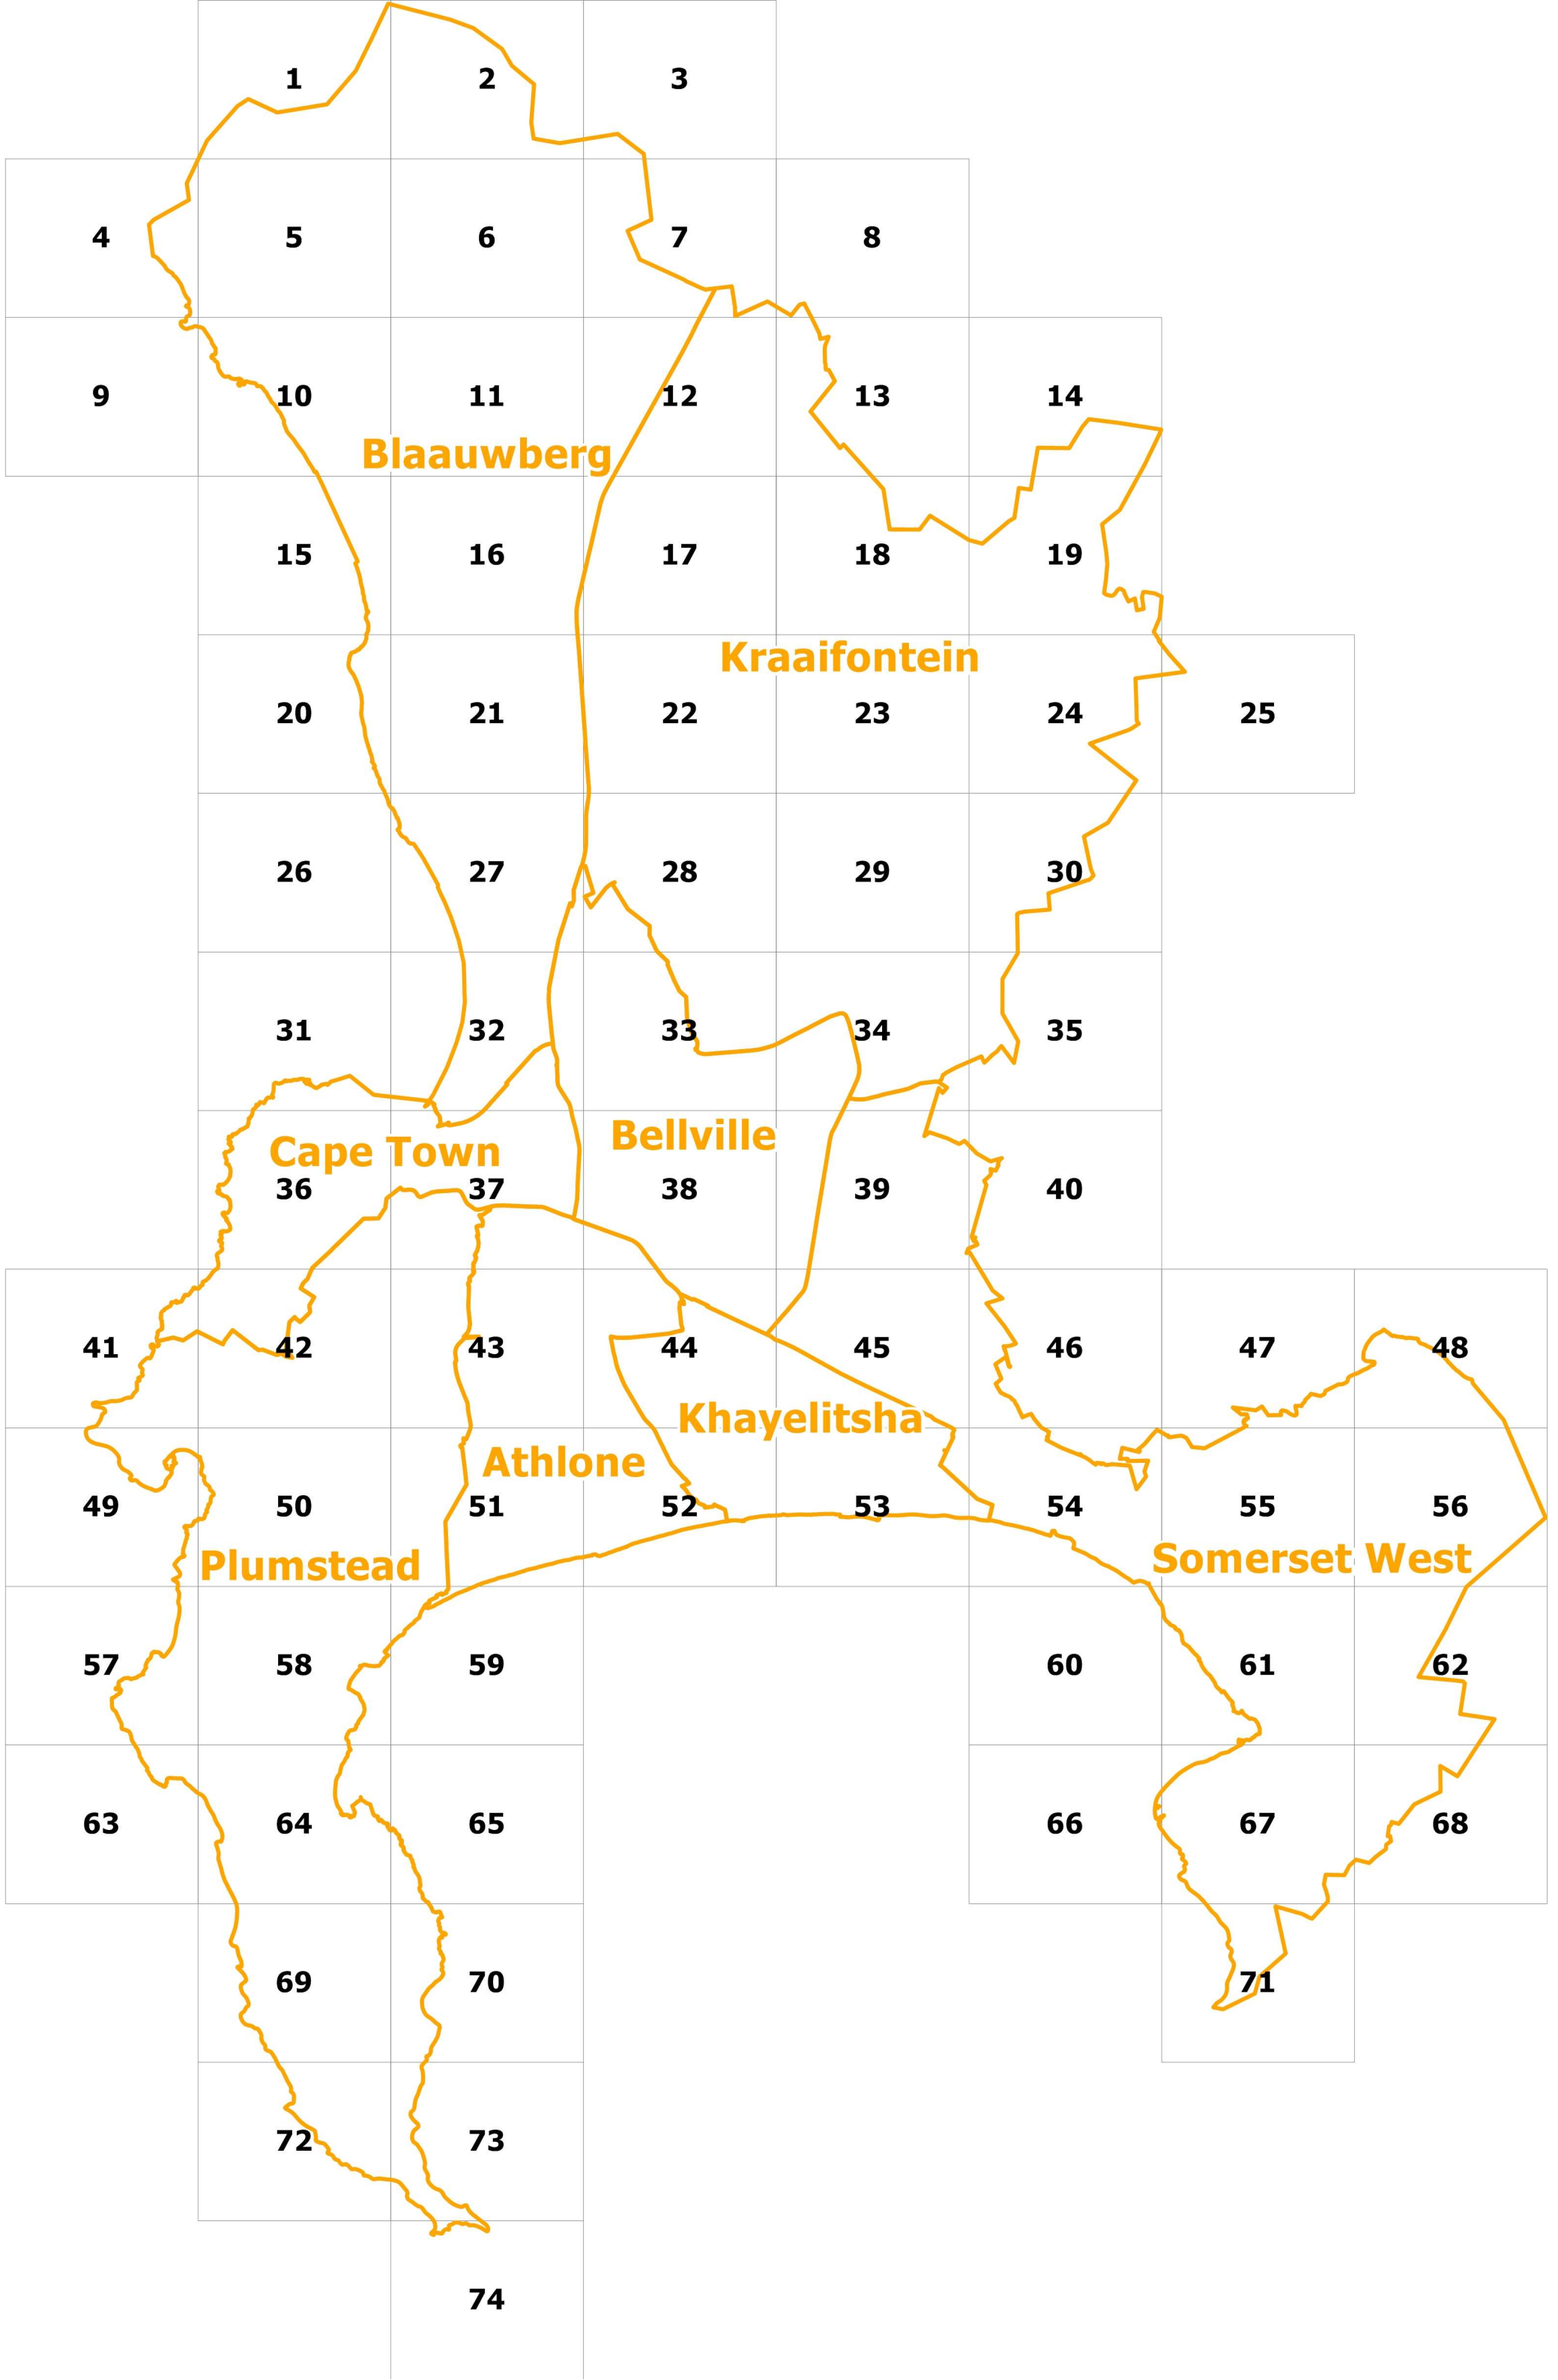 1 2 3
4 5 6 7 8
9 10 11 12 13 14
Blaauwberg
15 16 17 18 19
Kraaifontein
20 21 22 23 24 25
26 27 28 29 30
31 32 33 34 35
Bellville
Cape Town
36 37 38 39 40
41 42 43 44 45 46 47 48
Khayelitsha
Athlone
49 50 51 52 53 54 55 56
Somerset West
Plumstead
57 58 59 60 61 62
63 64 65 66 67 68
69 70 71
72 73
74